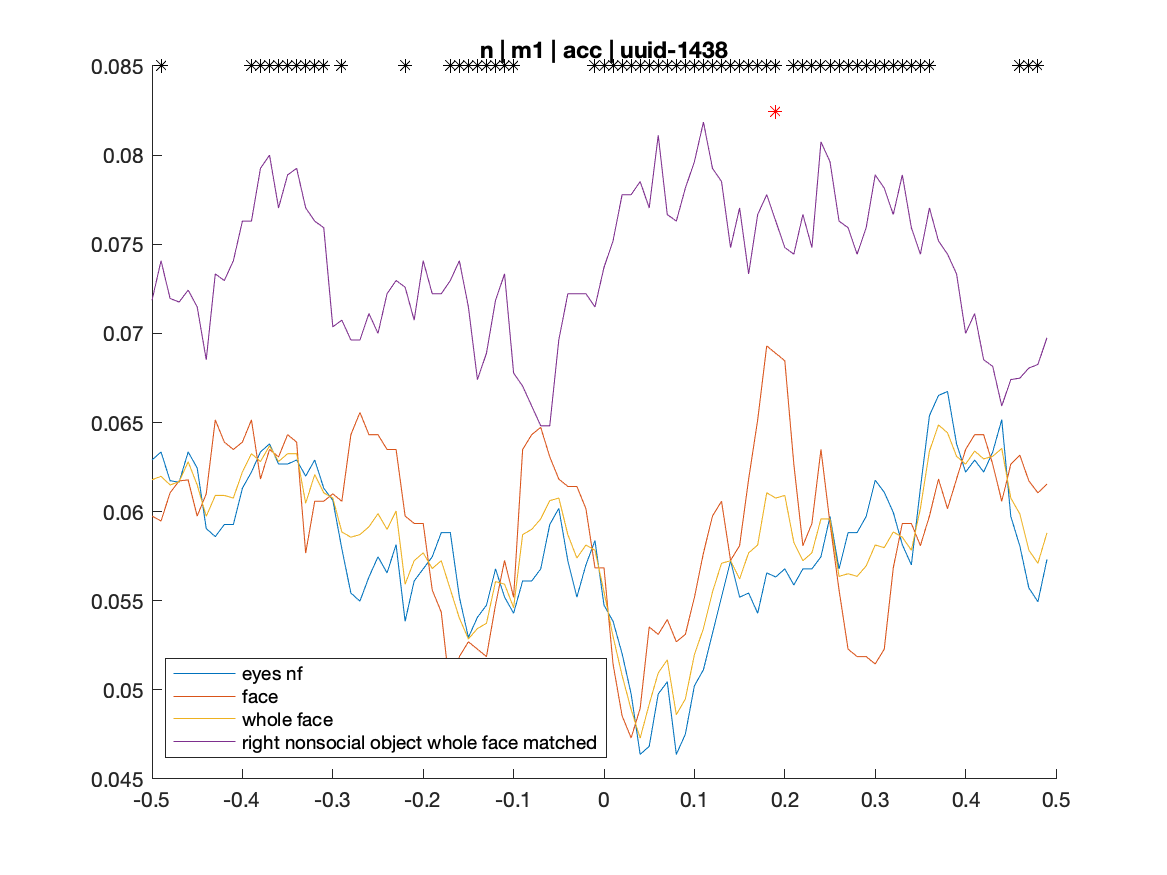 n | m1 | acc | uuid-1438
0.085
0.08
0.075
0.07
0.065
0.06
0.055
0.05
0.045
eyes nf
face
whole face
right nonsocial object whole face matched
-0.5 -0.4 -0.3 -0.2 -0.1 0 0.1 0.2 0.3 0.4 0.5